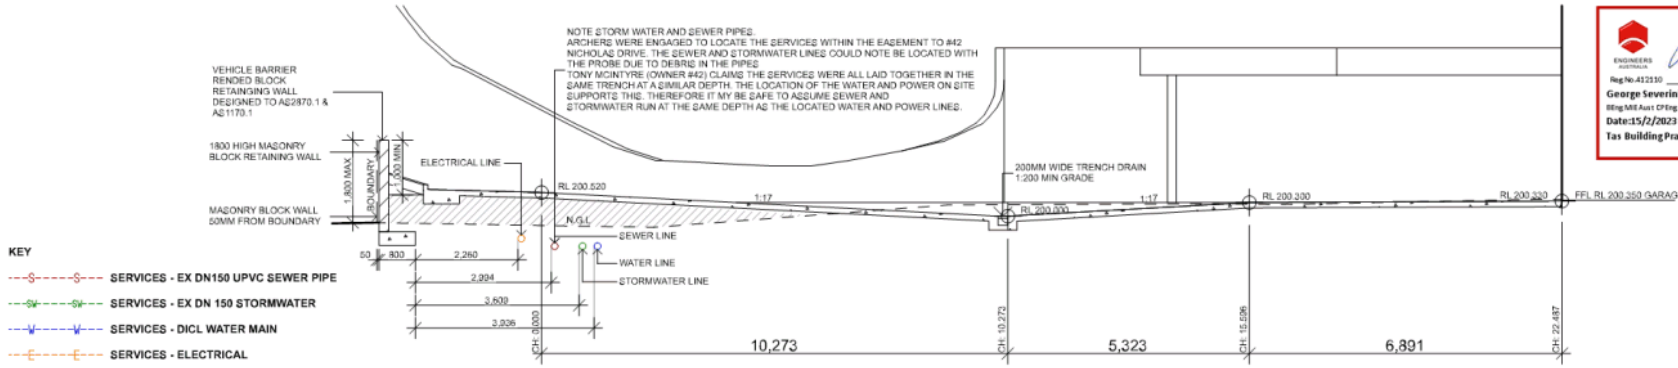 NOTE STORM WATER AND SEWER PIPES.
ARCHERS WERE ENGAGED TO LOCATE THE SERVICES WITHIN THE EASEMENT TO #42
NICHOLAS DRIVE. THE SEWER AND STORMWATER LINES COULD NOTE BE LOCATED WITH
THE PROBE DUE TO DEBRIS IN THE PIPES
TONY MCINTYRE (OWNER #42) CLAIMS THE SERVICES WERE ALL LAID TOGETHER IN THE
SAME TRENCH AT A SIMILAR DEPTH. THE LOCATION OF THE WATER AND POWER ON SITE
SUPPORTS THIS. THEREFORE IT MY BE SAFE TO ASSUME SEWER AND
STORMWATER RUN AT THE SAME DEPTH AS THE LOCATED WATER AND POWER LINES.
ENGINEERS
AUSTRALIA
Reg No.412110
George Severin
BEng MIE Aust CPEng
Date:15/2/2023
Tas Building Pra
VEHICLE BARRIER
RENDED BLOCK
RETAINGING WALL
DESIGNED TO AS2870.1 &
AS1170.1
1800 HIGH MASONRY
BLOCK RETAINING WALL
MASONRY BLOCK WALL
50MM FROM BOUNDARY
1,800 MAX
BOUNDARY
1,000 MIN
ELECTRICAL LINE
RL 200.520
1:17
N.G.L
200MM WIDE TRENCH DRAIN
1:200 MIN GRADE
RL 200.000
1:17
RL 200.300
RL 200.330
FFL RL 200.350 GARAG
SEWER LINE
WATER LINE
STORMWATER LINE
50
800
2,260
2,994
3,609
3,936
CH: 0.000
10,273
CH: 10.273
5,323
CH: 15.596
6,891
CH: 22.487
KEY
S S SERVICES - EX DN150 UPVC SEWER PIPE
SW SW SERVICES - EX DN 150 STORMWATER
W W SERVICES - DICL WATER MAIN
E E SERVICES - ELECTRICAL